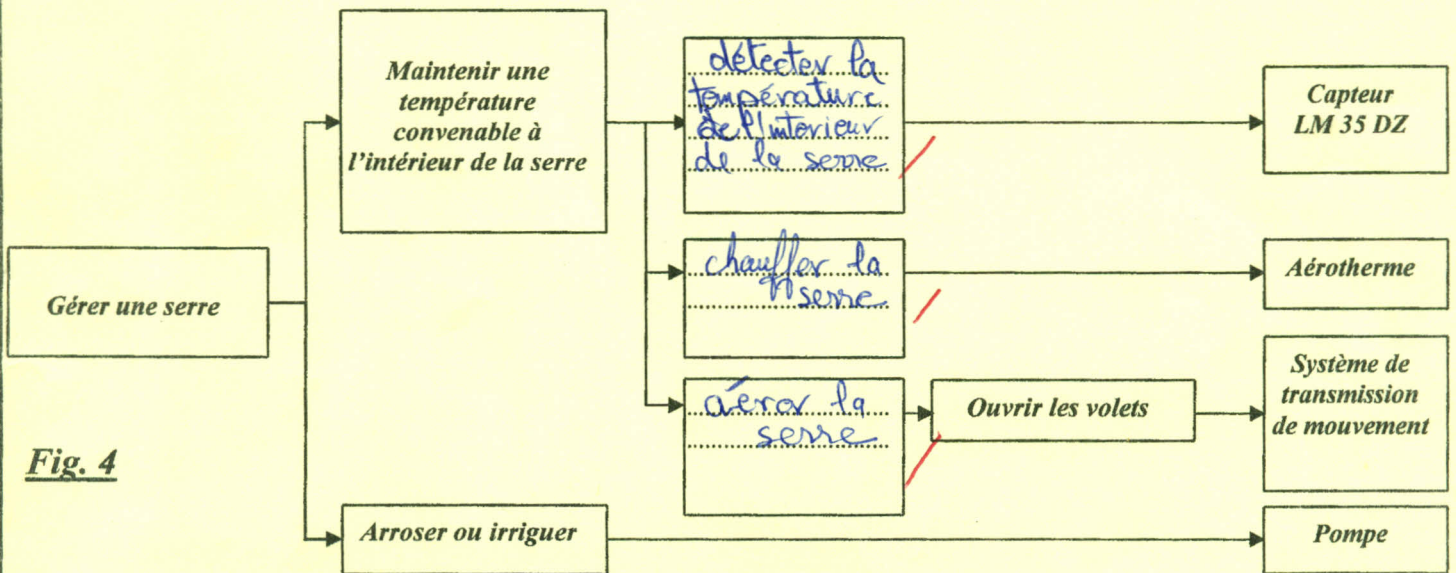 Maintenir une
température
convenable à
l'intérieur de la serre
détecter la
température
de l'interieur
de la serre
Capteur
LM 35 DZ
Gérer une serre
chauffer la
serre
Aérotherme
aérer la
serre
Ouvrir les volets
Système de
transmission
de mouvement
Fig. 4
Arroser ou irriguer
Pompe